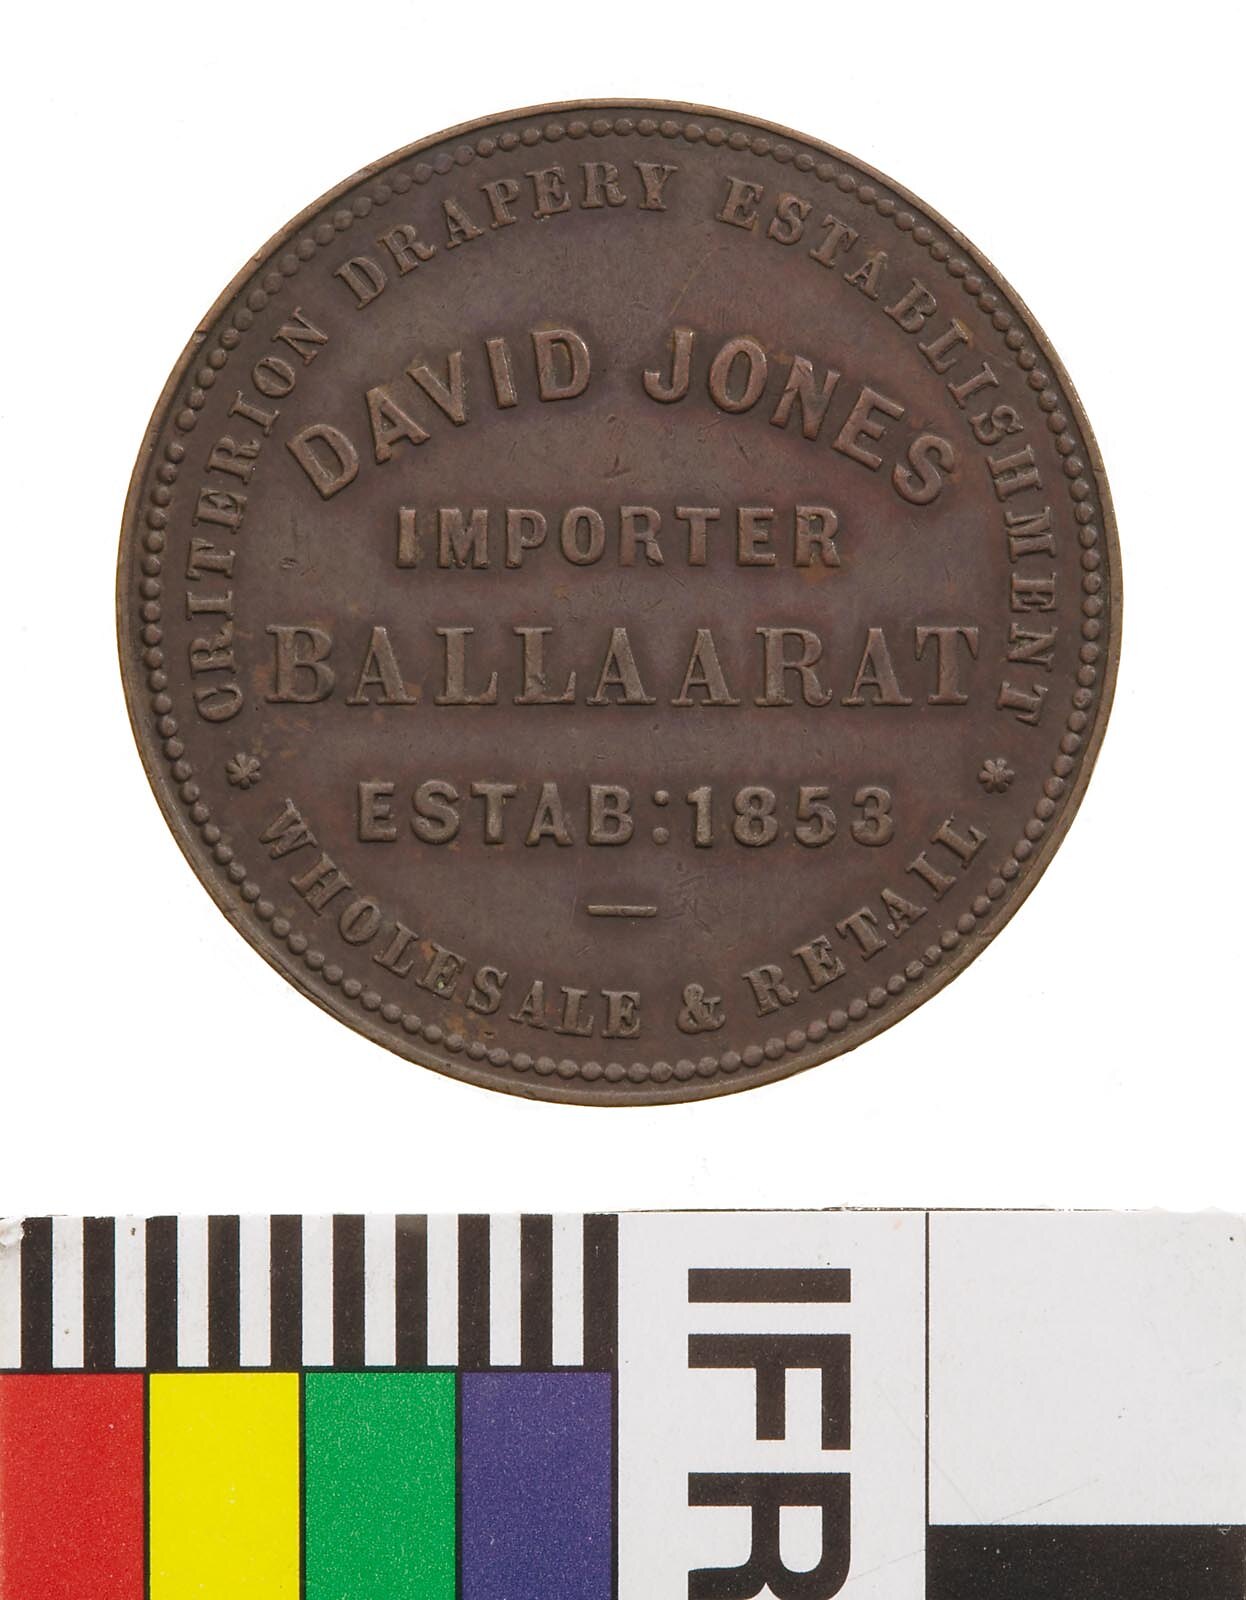 CRITERION DRAPERY ESTABLISHMENT
DAVID JONES
IMPORTER
BALLAARAT
ESTAB: 1853
WHOLESALE & RETAIL
IFR